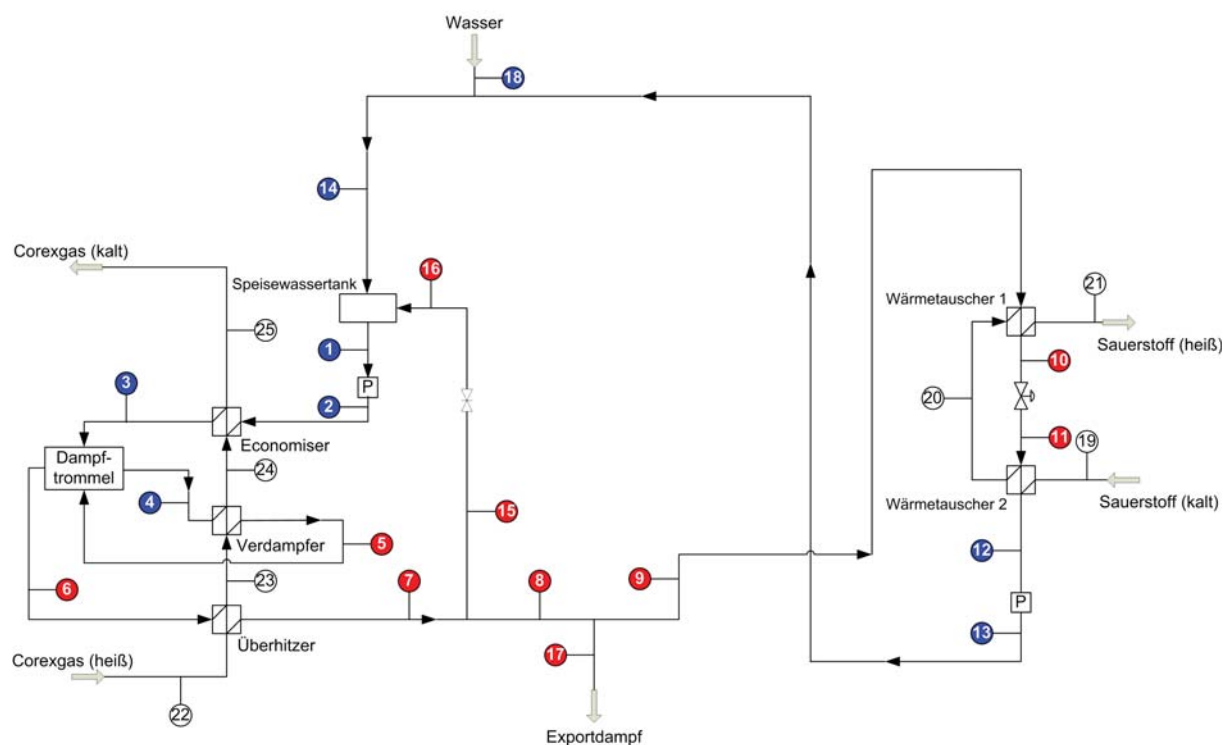 Wasser
18
14
Corexgas (kalt)
Speisewassertank
16
Wärmetauscher 1
21
Sauerstoff (heiß)
25
1
10
P
3
2
20
Economiser
11
19
Dampf-
trommel
24
Wärmetauscher 2
Sauerstoff (kalt)
4
15
Verdampfer
5
12
6
23
7
8
9
P
Überhitzer
13
Corexgas (heiß)
17
22
Exportdampf